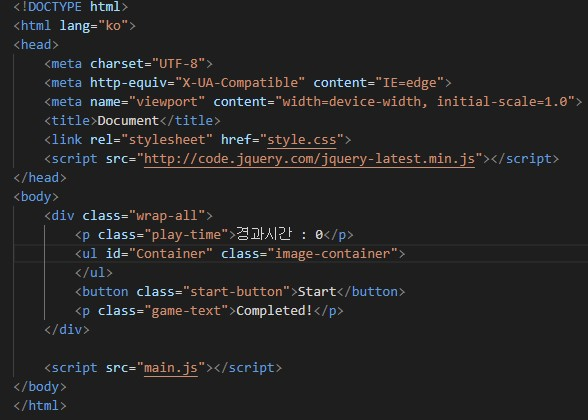 <!DOCTYPE html>
<html lang="ko">
<head>
    <meta charset="UTF-8">
    <meta http-equiv="X-UA-Compatible" content="IE=edge">
    <meta name="viewport" content="width=device-width, initial-scale=1.0">
    <title>Document</title>
    <link rel="stylesheet" href="style.css">
    <script src="http://code.jquery.com/jquery-latest.min.js"></script>
</head>
<body>
    <div class="wrap-all">
        <p class="play-time">경과시간 : 0</p>
        <ul id="Container" class="image-container">
        </ul>
        <button class="start-button">Start</button>
        <p class="game-text">Completed!</p>
    </div>

    <script src="main.js"></script>
</body>
</html>